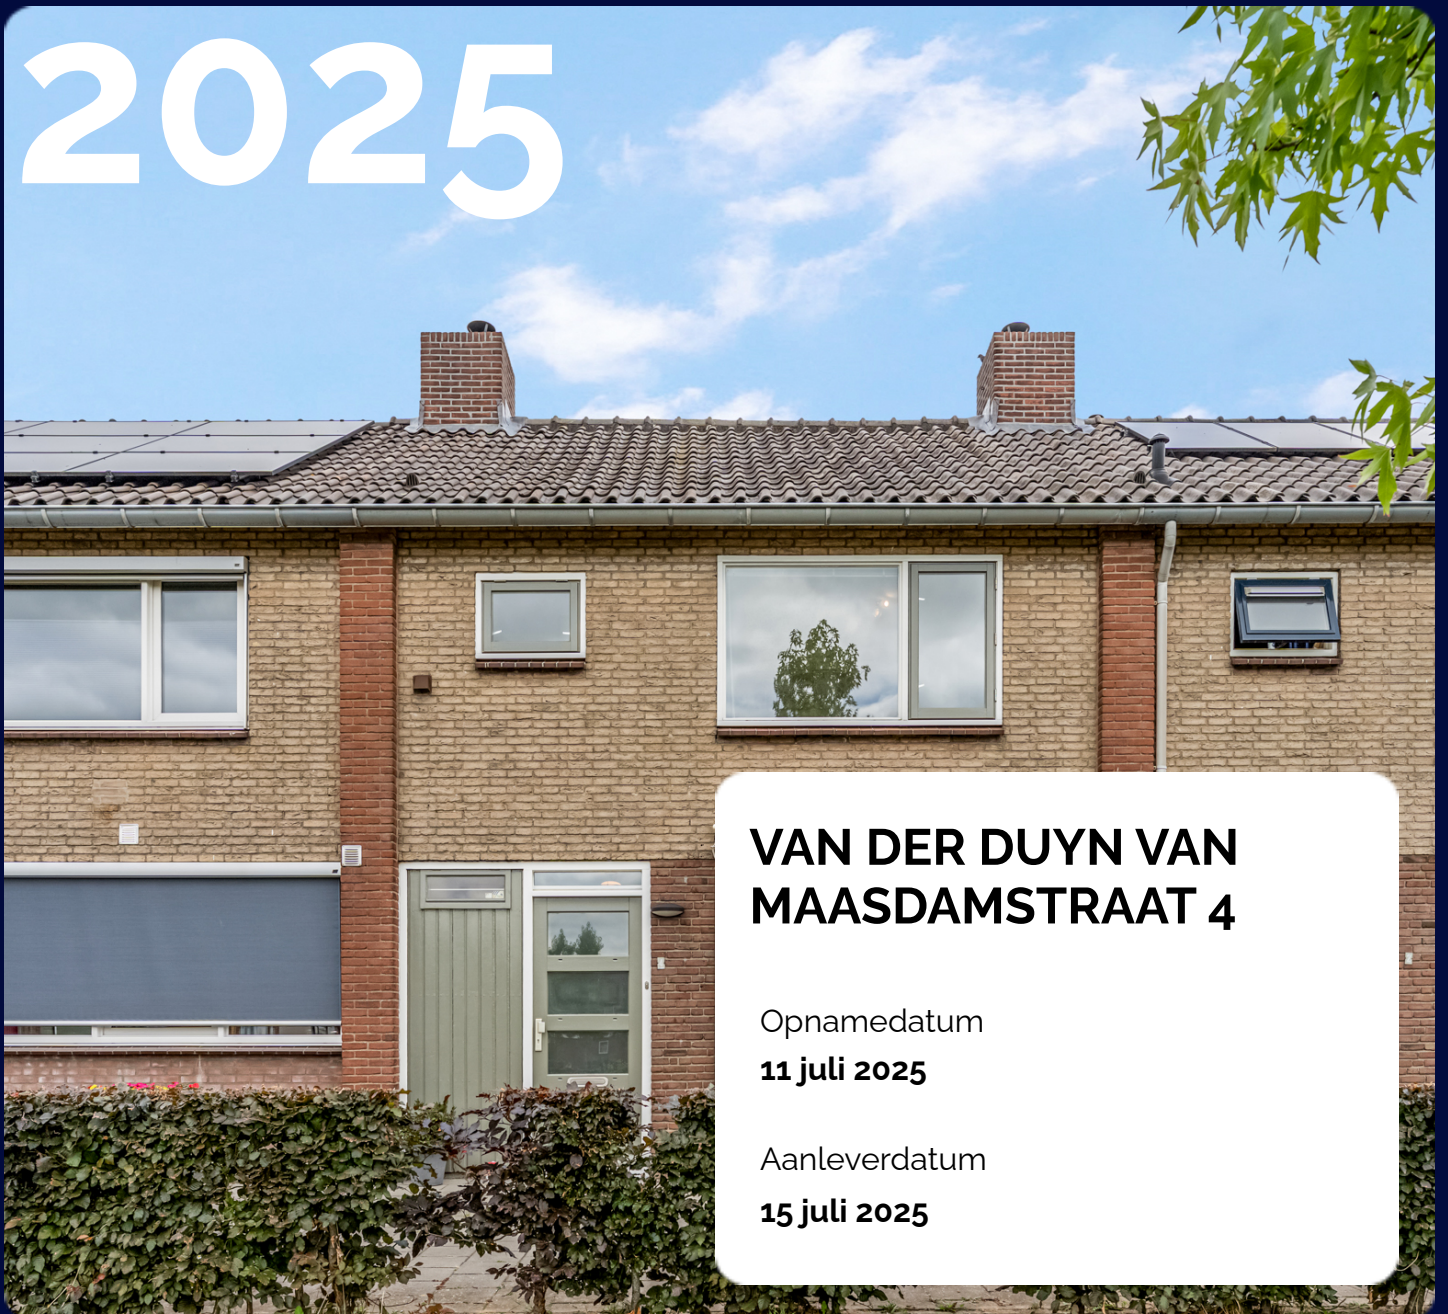 2025
VAN DER DUYN VAN
MAASDAMSTRAAT 4
Opnamedatum
11 juli 2025
Aanleverdatum
15 juli 2025